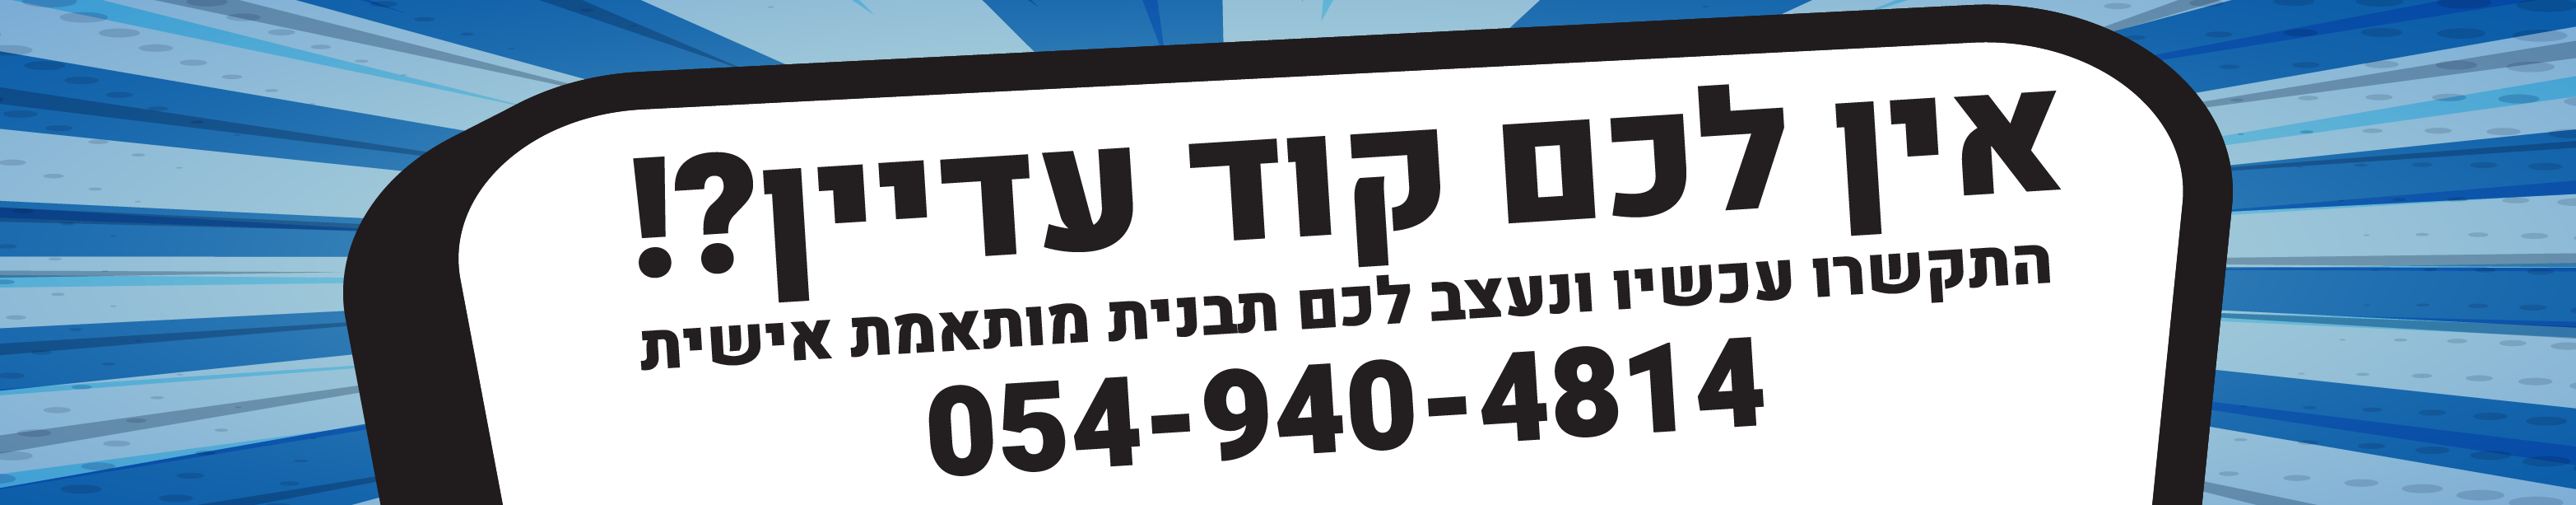 אין לכם קוד עדיין?!
התקשרו עכשיו ונעצב לכם תבנית מותאמת אישית
054-940-4814